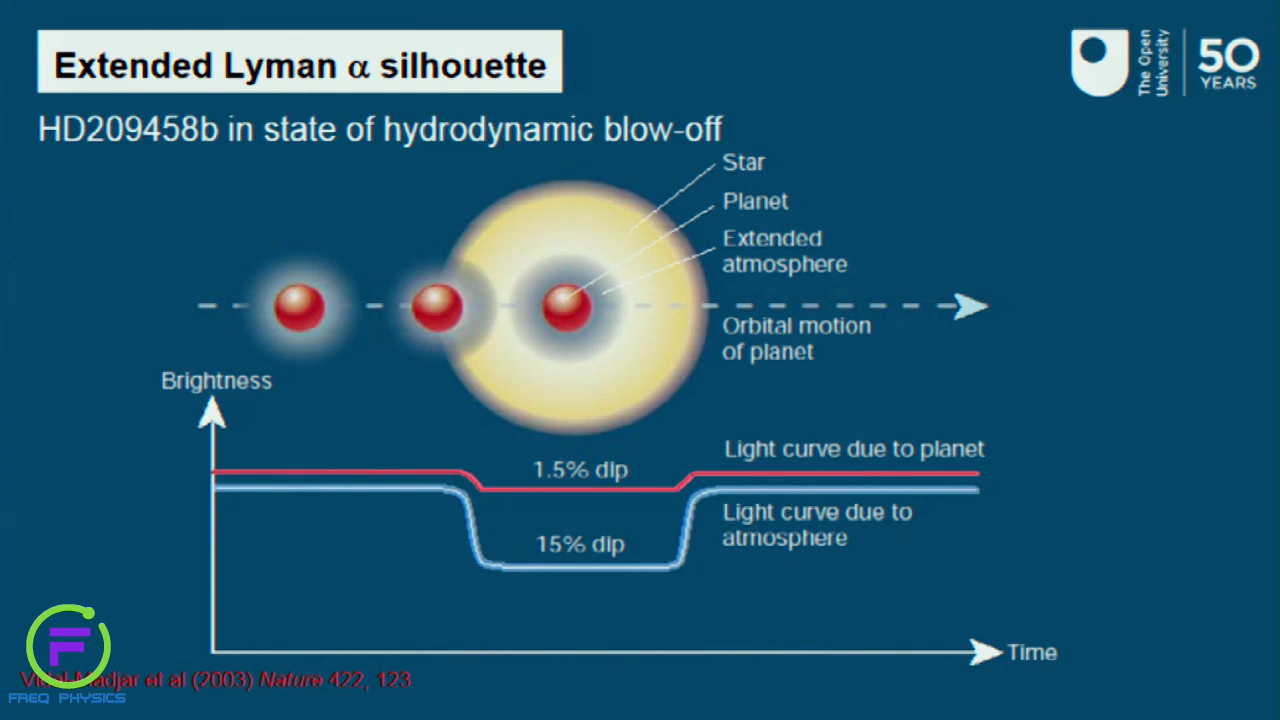 Extended Lyman α silhouette
The Open
University
50
YEARS
HD209458b in state of hydrodynamic blow-off
Star
Planet
Extended
atmosphere
Orbital motion
of planet
Brightness
Light curve due to planet
1.5% dip
Light curve due to
atmosphere
15% dip
Time
F
Vidal-Madjar et al (2003) Nature 422, 123
FREQ PHYSICS